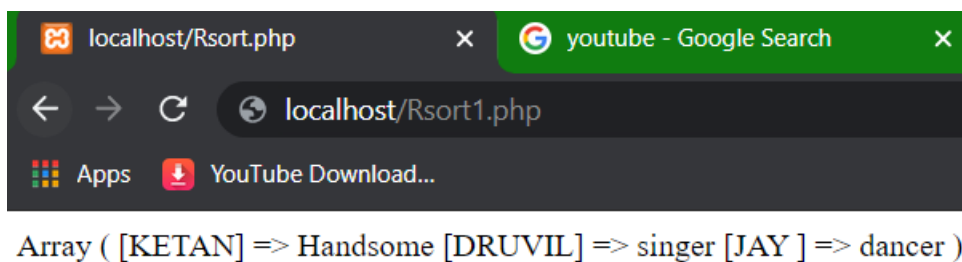 localhost/Rsort.php × youtube - Google Search ×
localhost/Rsort1.php
Apps YouTube Download...
Array ( [KETAN] => Handsome [DRUVIL] => singer [JAY ] => dancer )